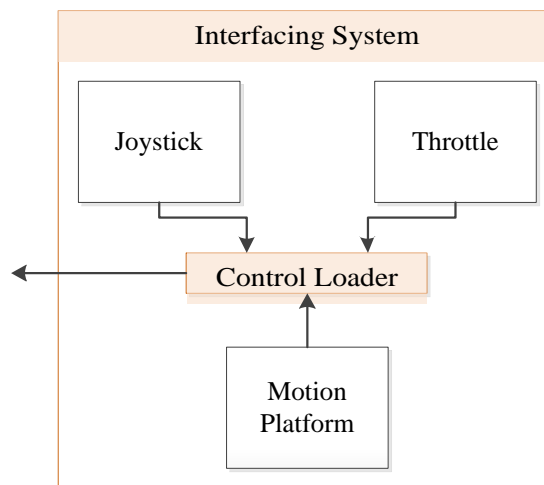 Interfacing System
Joystick
Throttle
Control Loader
Motion
Platform